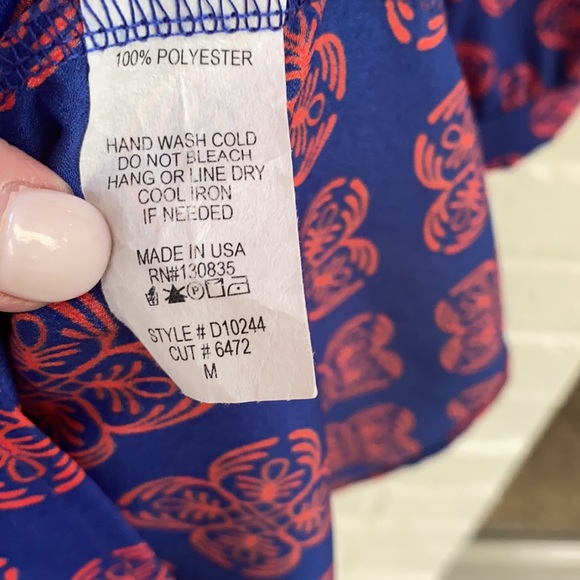 100% POLYESTER
HAND WASH COLD
DO NOT BLEACH
HANG OR LINE DRY
COOL IRON
IF NEEDED
MADE IN USA
RN#130835
P
STYLE # D10244
CUT # 6472
M